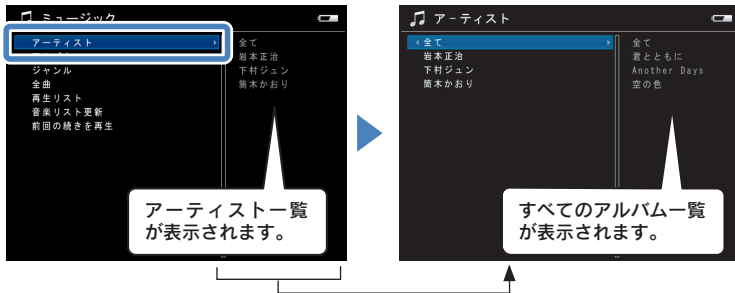 ミュージック
アーティスト
ジャンル
全曲
再生リスト
音楽リスト更新
前回の続きを再生
全て
岩本正治
下村ジュン
筒木かおり
アーティスト一覧
が表示されます。
アーティスト
全て
岩本正治
下村ジュン
筒木かおり
全て
君とともに
Another Days
空の色
すべてのアルバム一覧
が表示されます。